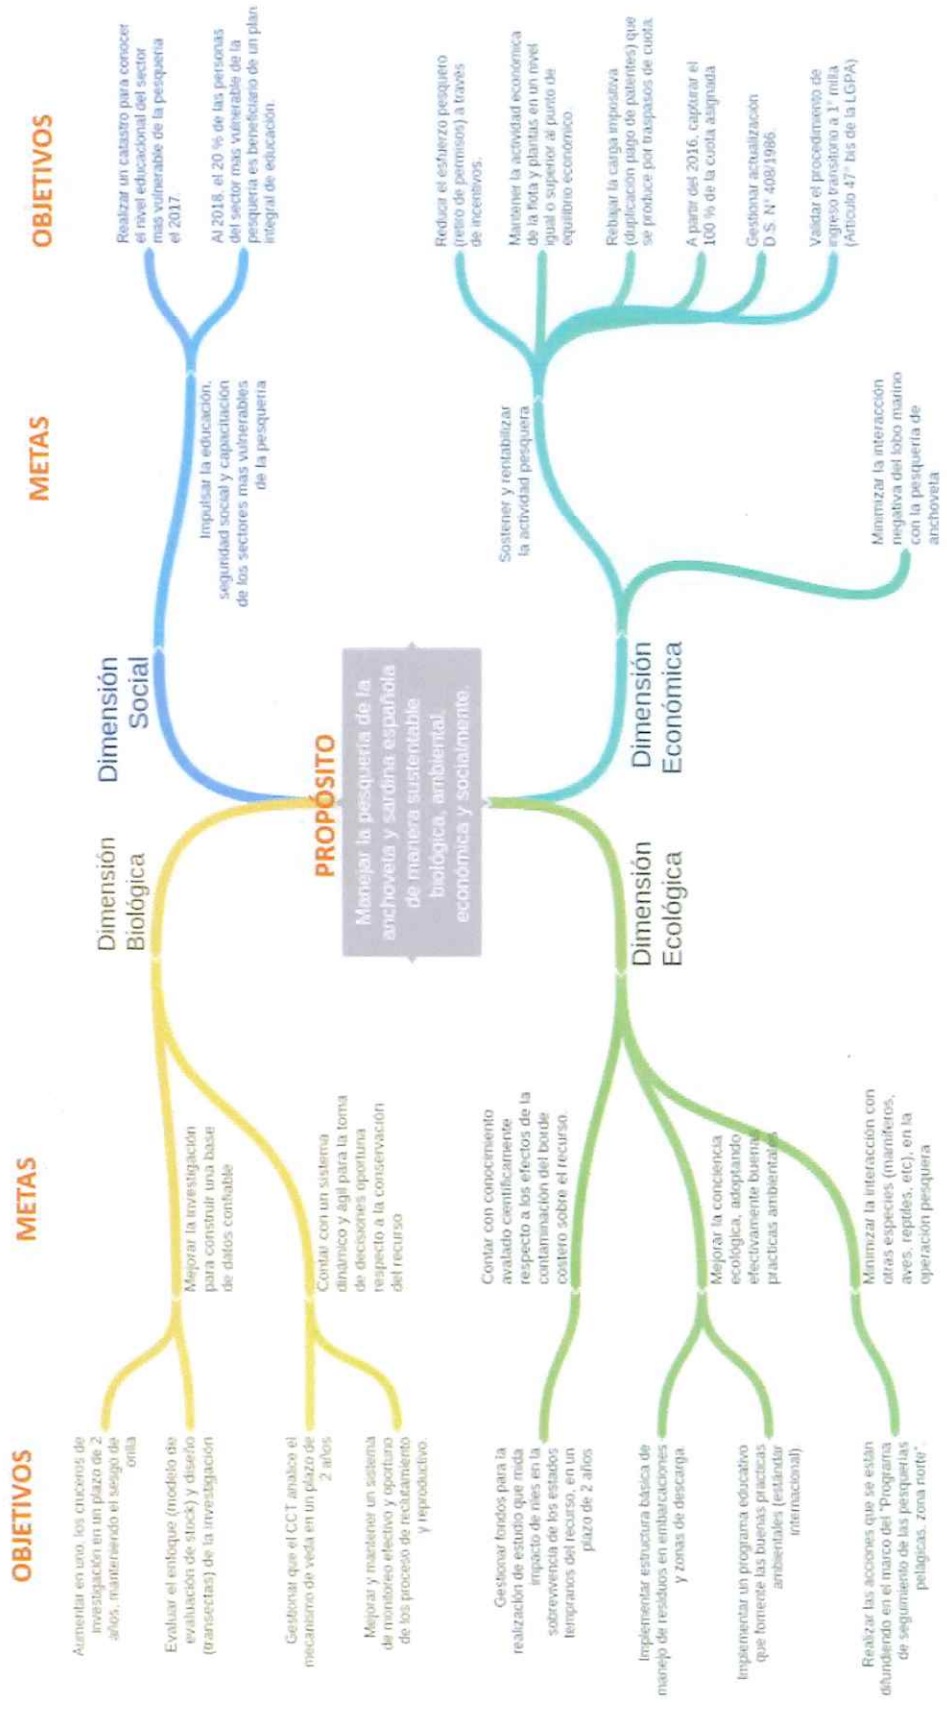 OBJETIVOS
METAS
METAS
OBJETIVOS
Dimensión
Biológica
Aumentar en uno, los cruceros de
investigación en un plazo de 2
años, manteniendo el sesgo de
orilla
Evaluar el enfoque (modelo de
evaluación de stock) y diseño
(transectas) de la investigación
Mejorar la investigación
para construir una base
de datos confiable
Gestionar que el CCT analice el
mecanismo de veda en un plazo de
2 años
Mejorar y mantener un sistema
de monitoreo efectivo y oportuno
de los proceso de reclutamiento
y reproductivo.
Contar con un sistema
dinámico y ágil para la toma
de decisiones oportuna
respecto a la conservación
del recurso
Dimensión
Social
Impulsar la educación,
seguridad social y capacitación
de los sectores mas vulnerables
de la pesquería
Realizar un catastro para conocer
el nivel educacional del sector
mas vulnerable de la pesquería
el 2017.
Al 2018, el 20 % de las personas
del sector mas vulnerable de la
pesquería es beneficiario de un plan
integral de educación.
PROPÓSITO
Manejar la pesquería de la
anchoveta y sardina española
de manera sustentable
biológica, ambiental,
económica y socialmente.
Dimensión
Ecológica
Gestionar fondos para la
realización de estudio que mida
impacto de riles en la
sobrevivencia de los estados
tempranos del recurso, en un
plazo de 2 años
Contar con conocimiento
avalado científicamente
respecto a los efectos de la
contaminación del borde
costero sobre el recurso.
Implementar estructura básica de
manejo de residuos en embarcaciones
y zonas de descarga.
Implementar un programa educativo
que fomente las buenas prácticas
ambientales (estándar
internacional).
Mejorar la conciencia
ecológica, adoptando
efectivamente buenas
prácticas ambientales
Realizar las acciones que se están
difundiendo en el marco del "Programa
de seguimiento de las pesquerías
pelágicas, zona norte".
Minimizar la interacción con
otras especies (mamíferos,
aves, reptiles, etc), en la
operación pesquera
Dimensión
Económica
Sostener y rentabilizar
la actividad pesquera
Reducir el esfuerzo pesquero
(retiro de permisos) a través
de incentivos.
Mantener la actividad económica
de la flota y plantas en un nivel
igual o superior al punto de
equilibrio económico.
Rebajar la carga impositiva
(duplicación pago de patentes) que
se produce por traspasos de cuota.
A partir del 2016, capturar el
100 % de la cuota asignada
Gestionar actualización
D.S. N° 408/1986.
Validar el procedimiento de
ingreso transitorio a 1° milla
(Artículo 47° bis de la LGPA)
Minimizar la interacción
negativa del lobo marino
con la pesquería de
anchoveta